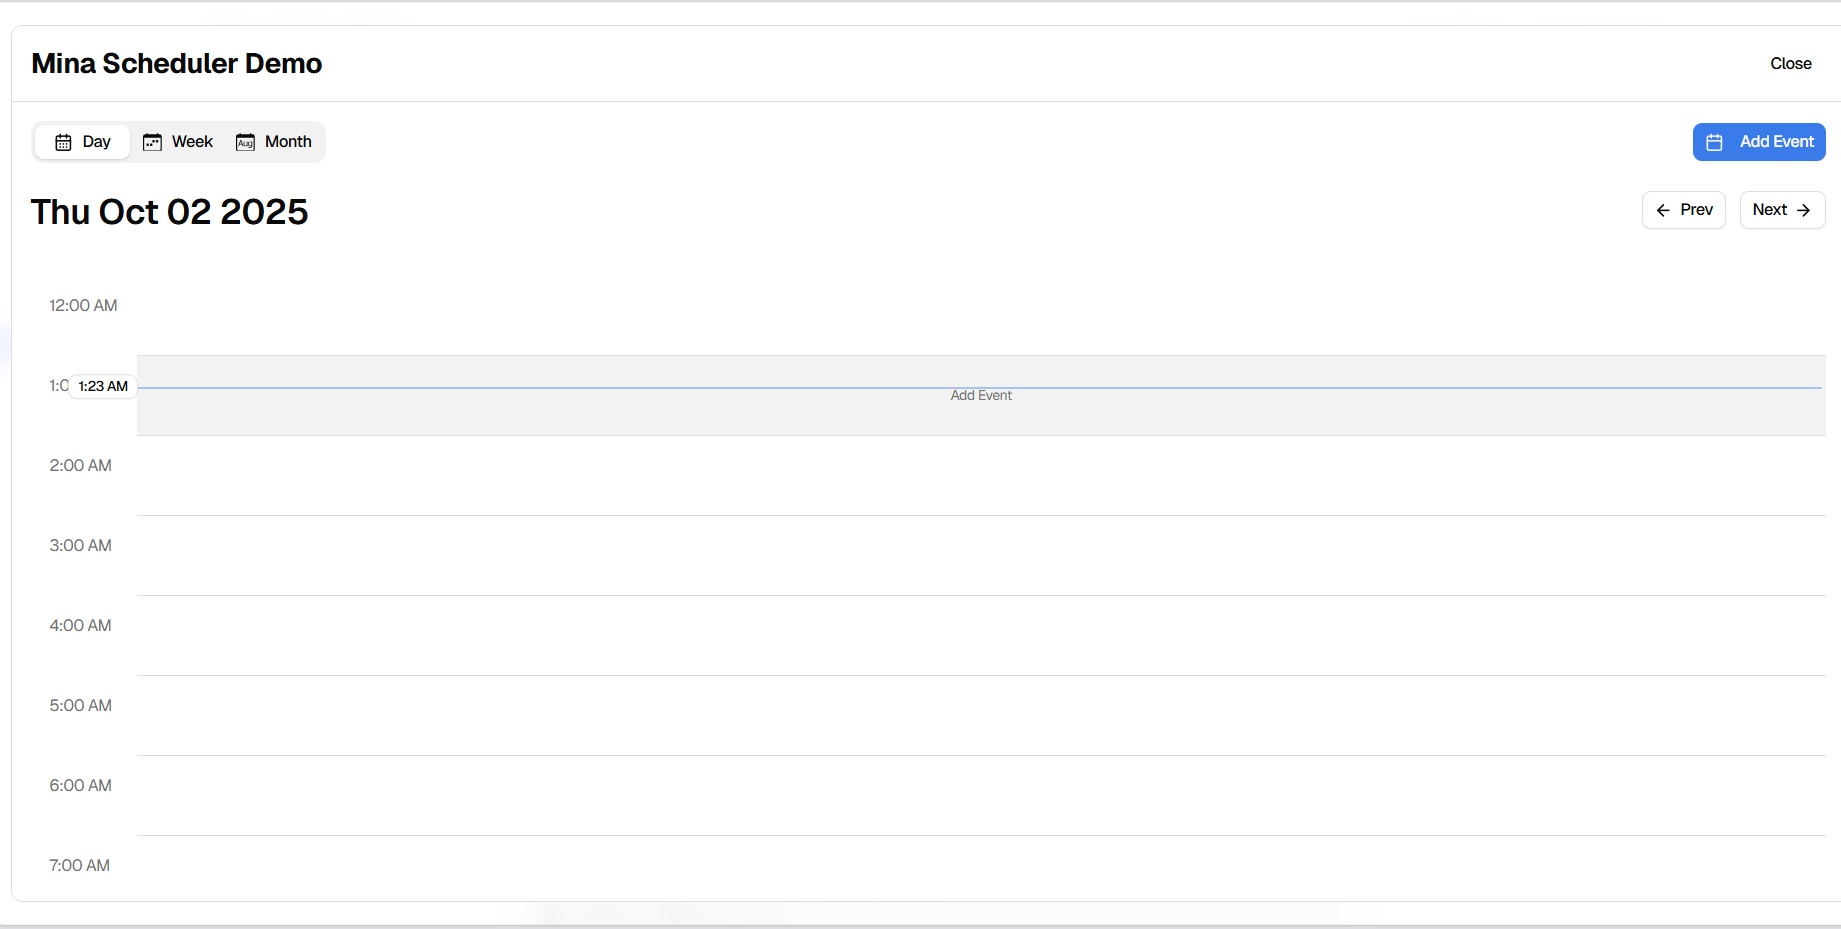 Mina Scheduler Demo
Close
Day
Week
Aug
Month
Add Event
Thu Oct 02 2025
Prev
Next
12:00 AM
1:0
1:23 AM
Add Event
2:00 AM
3:00 AM
4:00 AM
5:00 AM
6:00 AM
7:00 AM